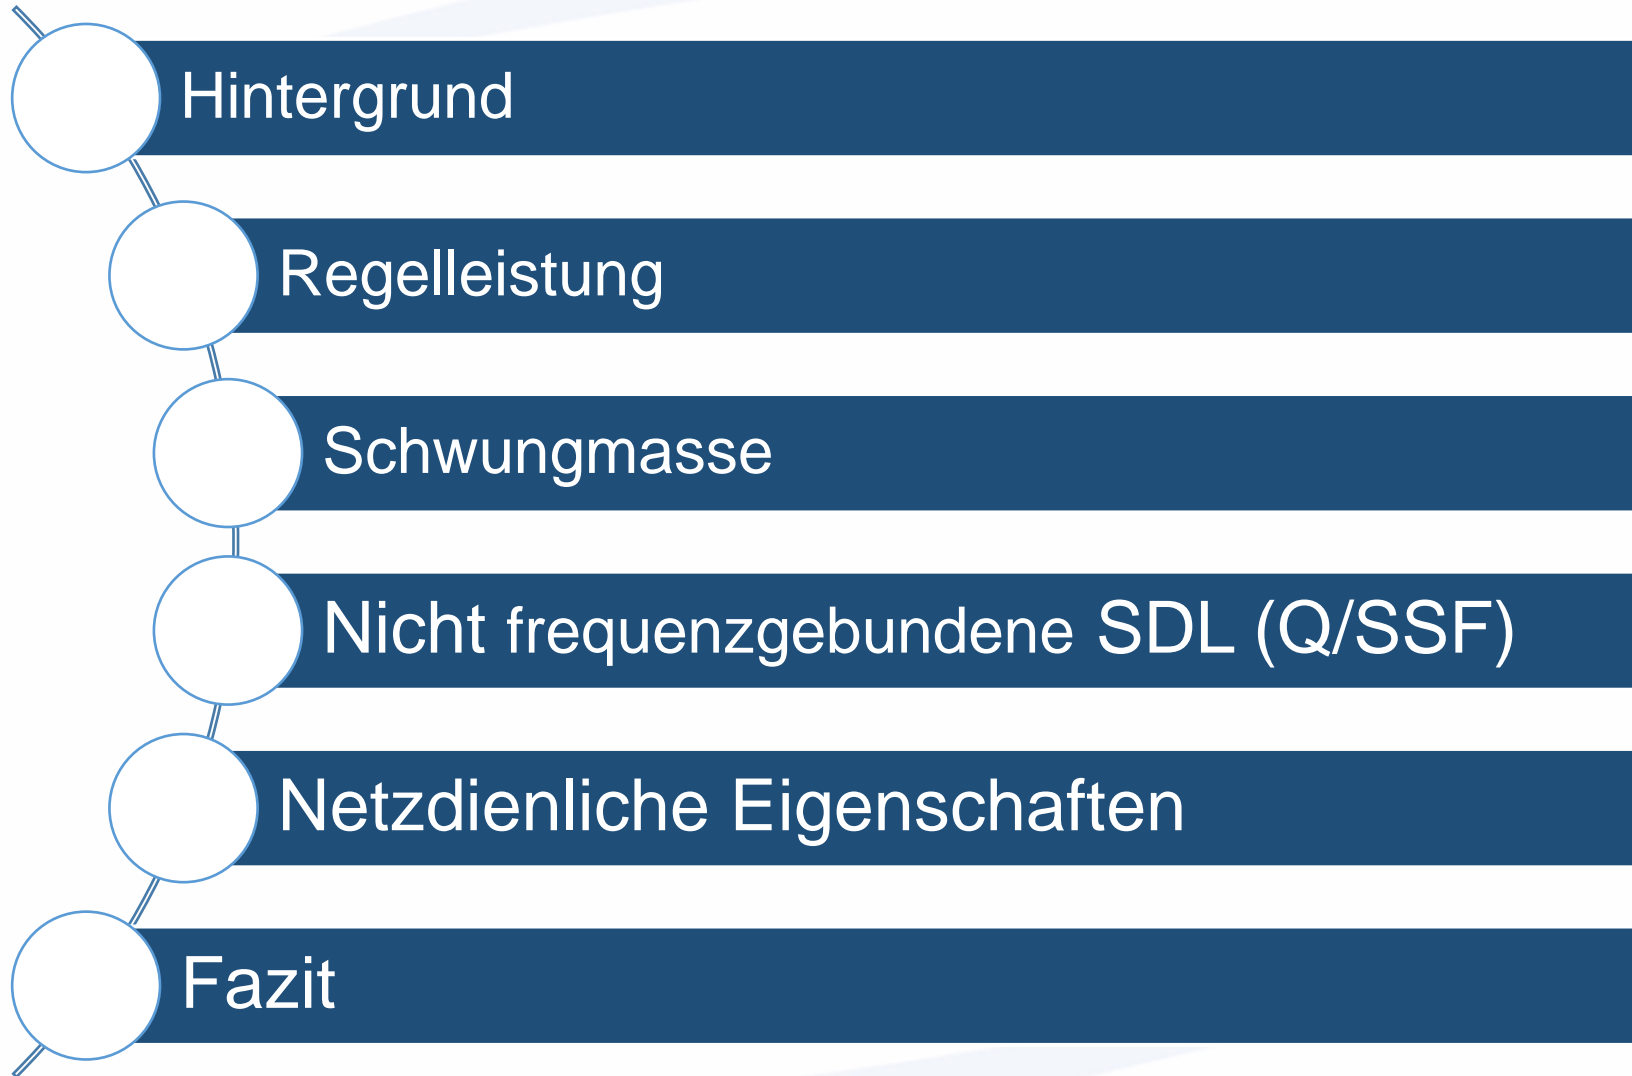 Hintergrund
Regelleistung
Schwungmasse
Nicht frequenzgebundene SDL (Q/SSF)
Netzdienliche Eigenschaften
Fazit